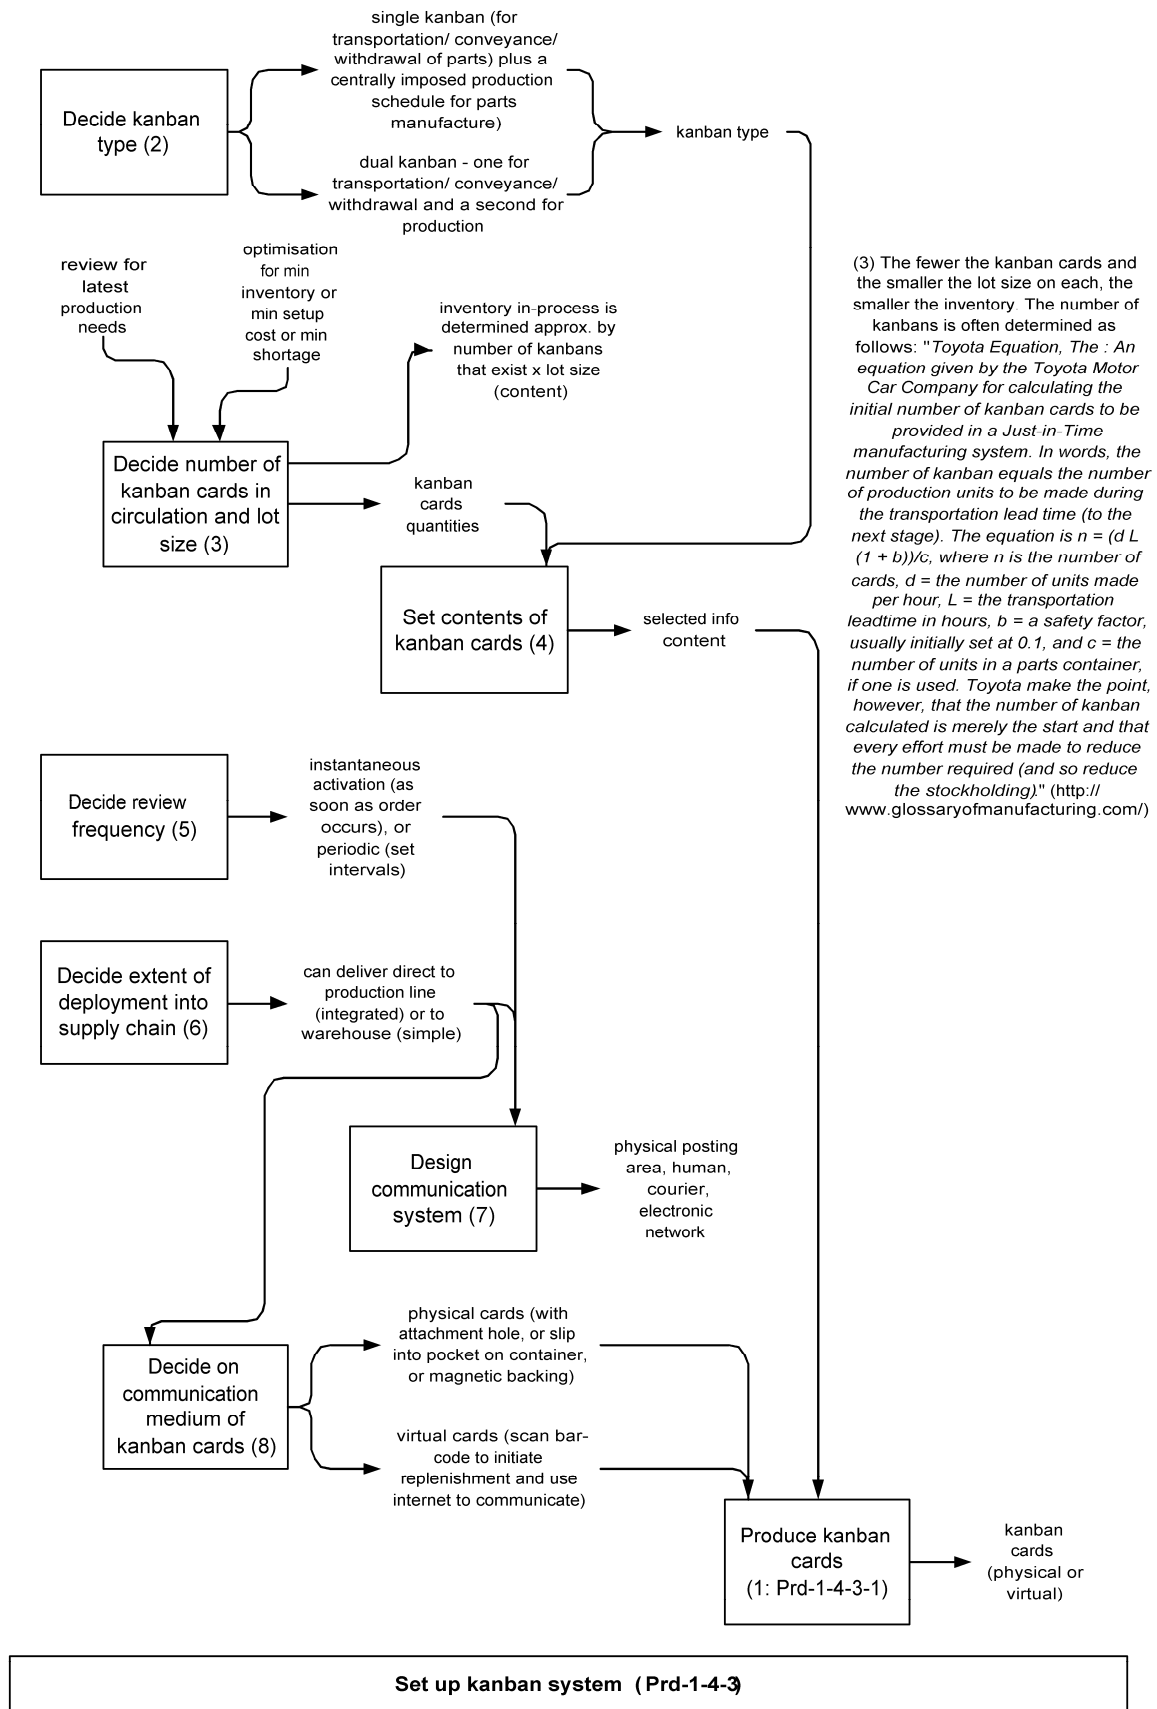 single kanban (for
transportation/ conveyance/
withdrawal of parts) plus a
centrally imposed production
schedule for parts
manufacture)
Decide kanban
type (2)
kanban type
dual kanban - one for
transportation/ conveyance/
withdrawal and a second for
production
review for
latest
production
needs
optimisation
for min
inventory or
min setup
cost or min
shortage
inventory in-process is
determined approx. by
number of kanbans
that exist x lot size
(content)
(3) The fewer the kanban cards and
the smaller the lot size on each, the
smaller the inventory. The number of
kanbans is often determined as
follows: "Toyota Equation, The : An
equation given by the Toyota Motor
Car Company for calculating the
initial number of kanban cards to be
provided in a Just-in-Time
manufacturing system. In words, the
number of kanban equals the number
of production units to be made during
the transportation lead time (to the
next stage). The equation is n = (d L
(1 + b))/c, where n is the number of
cards, d = the number of units made
per hour, L = the transportation
leadtime in hours, b = a safety factor,
usually initially set at 0.1, and c = the
number of units in a parts container,
if one is used. Toyota make the point,
however, that the number of kanban
calculated is merely the start and that
every effort must be made to reduce
the number required (and so reduce
the stockholding)." (http://
www.glossaryofmanufacturing.com/)
Decide number of
kanban cards in
circulation and lot
size (3)
kanban
cards
quantities
Set contents of
kanban cards (4)
selected info
content
Decide review
frequency (5)
instantaneous
activation (as
soon as order
occurs), or
periodic (set
intervals)
Decide extent of
deployment into
supply chain (6)
can deliver direct to
production line
(integrated) or to
warehouse (simple)
Design
communication
system (7)
physical posting
area, human,
courier,
electronic
network
Decide on
communication
medium of
kanban cards (8)
physical cards (with
attachment hole, or slip
into pocket on container,
or magnetic backing)
virtual cards (scan bar-
code to initiate
replenishment and use
internet to communicate)
Produce kanban
cards
(1: Prd-1-4-3-1)
kanban
cards
(physical or
virtual)
Set up kanban system (Prd-1-4-3)